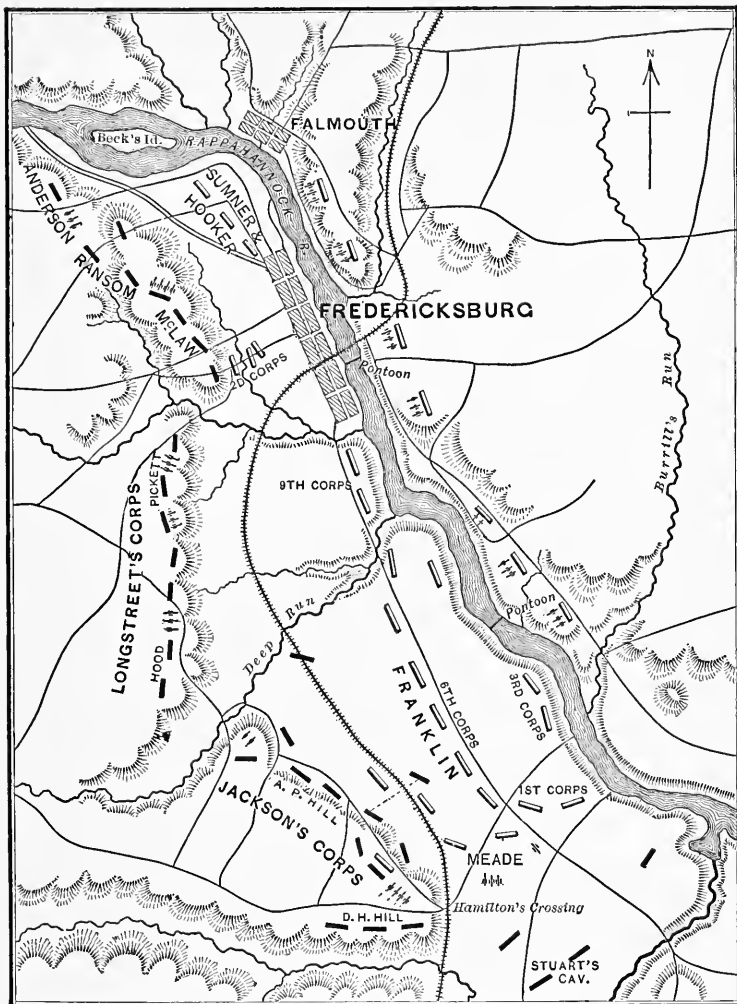 N
FALMOUTH
Beck's Id.
RAPPAHANNOCK R.
SUMNER &
HOOKER
ANDERSON
RANSOM
McLAW
FREDERICKSBURG
2D CORPS
Pontoon
Burrill's Run
9TH CORPS
PICKETT
LONGSTREET'S CORPS
HOOD
Deep Run
Pontoon
FRANKLIN
6TH CORPS
3RD CORPS
1ST CORPS
A. P. HILL
JACKSON'S CORPS
MEADE
Hamilton's Crossing
D. H. HILL
STUART'S
CAV.